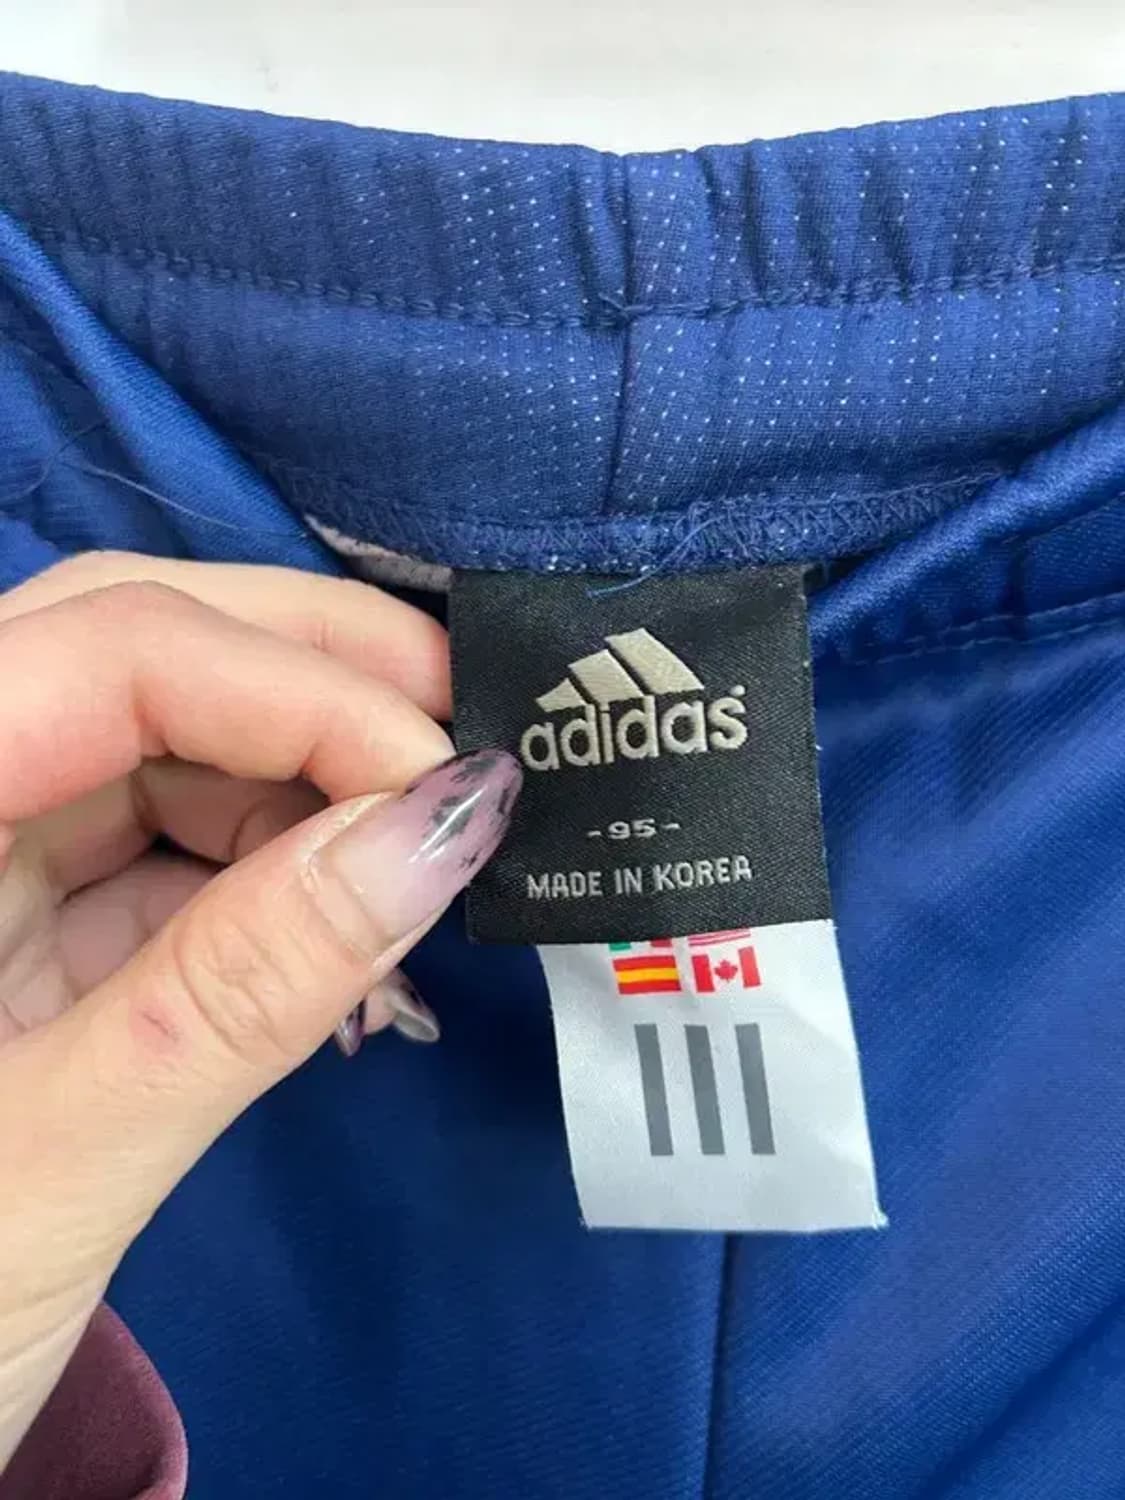 adidas
-95-
MADE IN KOREA